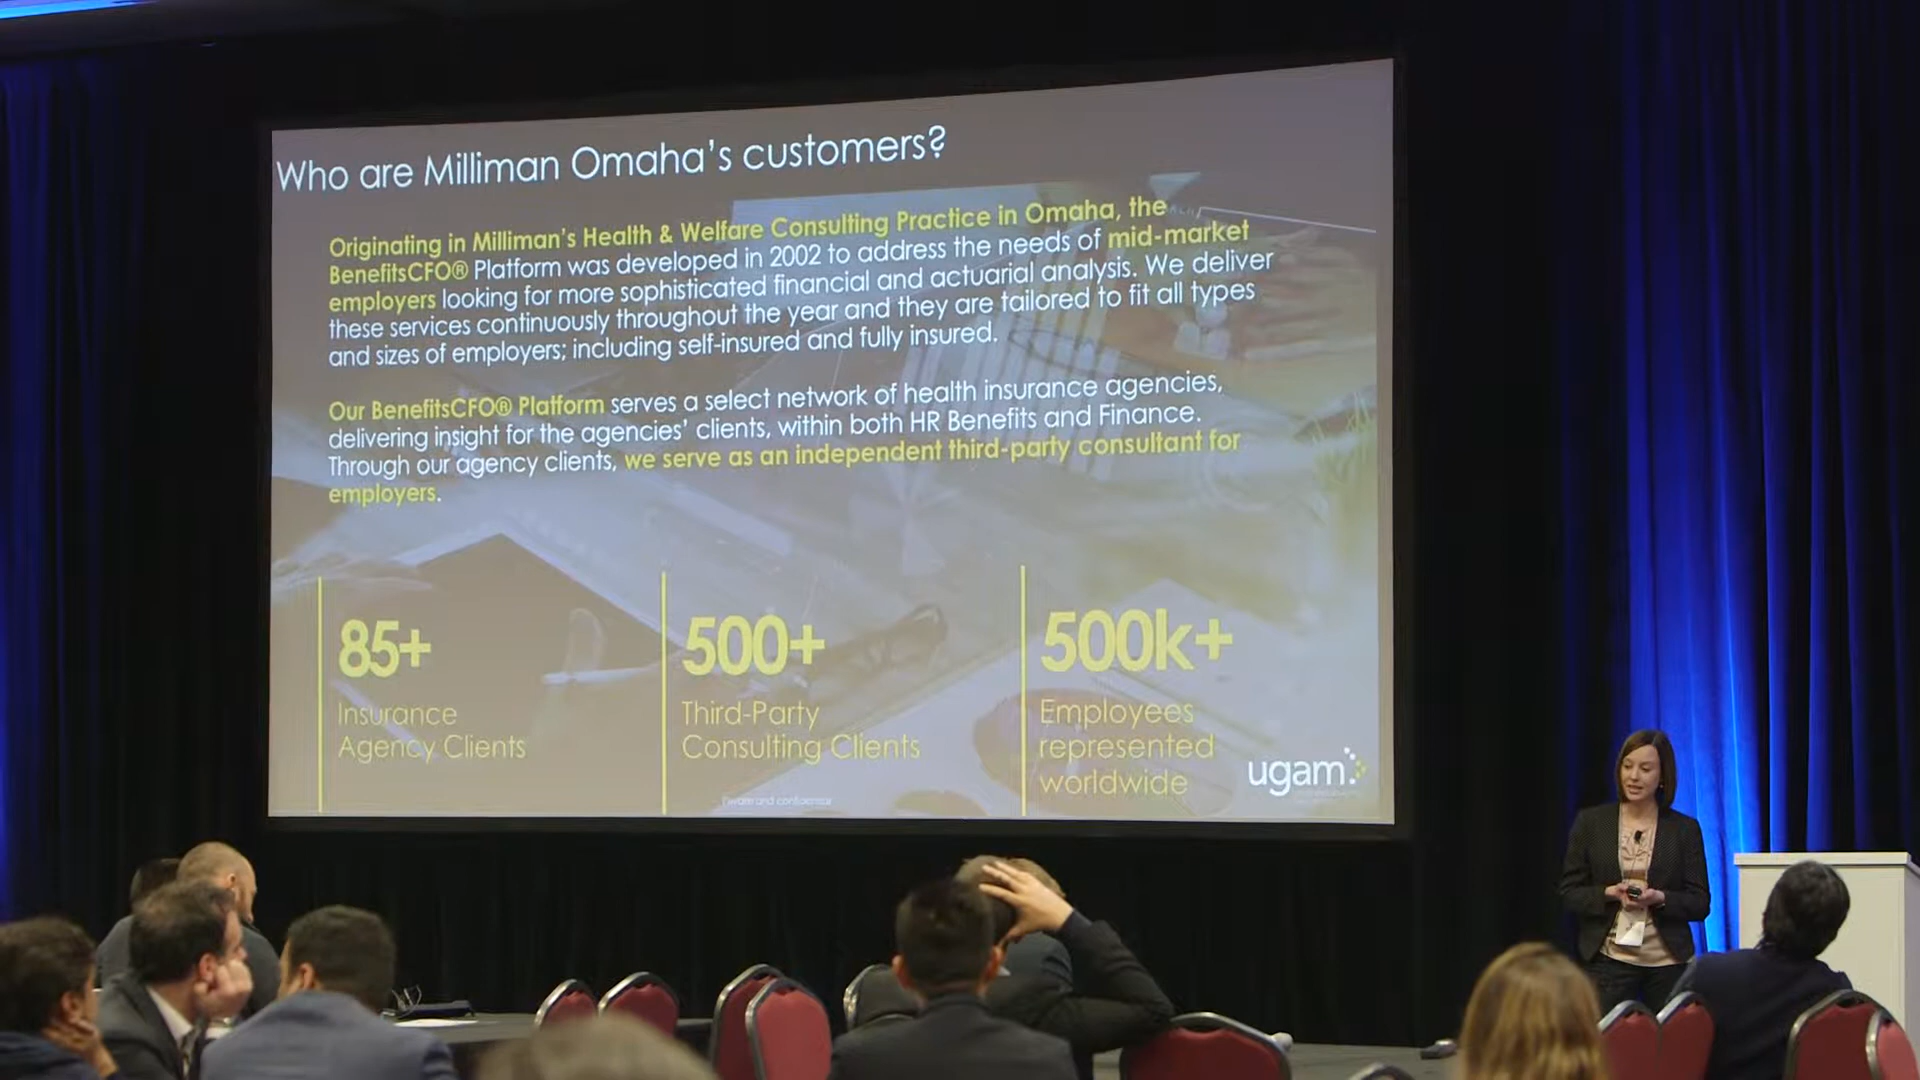 Who are Milliman Omaha's customers?
Originating in Milliman's Health & Welfare Consulting Practice in Omaha, the
BenefitsCFO® Platform was developed in 2002 to address the needs of mid-market
employers looking for more sophisticated financial and actuarial analysis. We deliver
these services continuously throughout the year and they are tailored to fit all types
and sizes of employers; including self-insured and fully insured.
Our BenefitsCFO® Platform serves a select network of health insurance agencies,
delivering insight for the agencies' clients, within both HR Benefits and Finance.
Through our agency clients, we serve as an independent third-party consultant for
employers.
85+
Insurance
Agency Clients
500+
Third-Party
Consulting Clients
500k+
Employees
represented
worldwide
Private and confidential
ugam